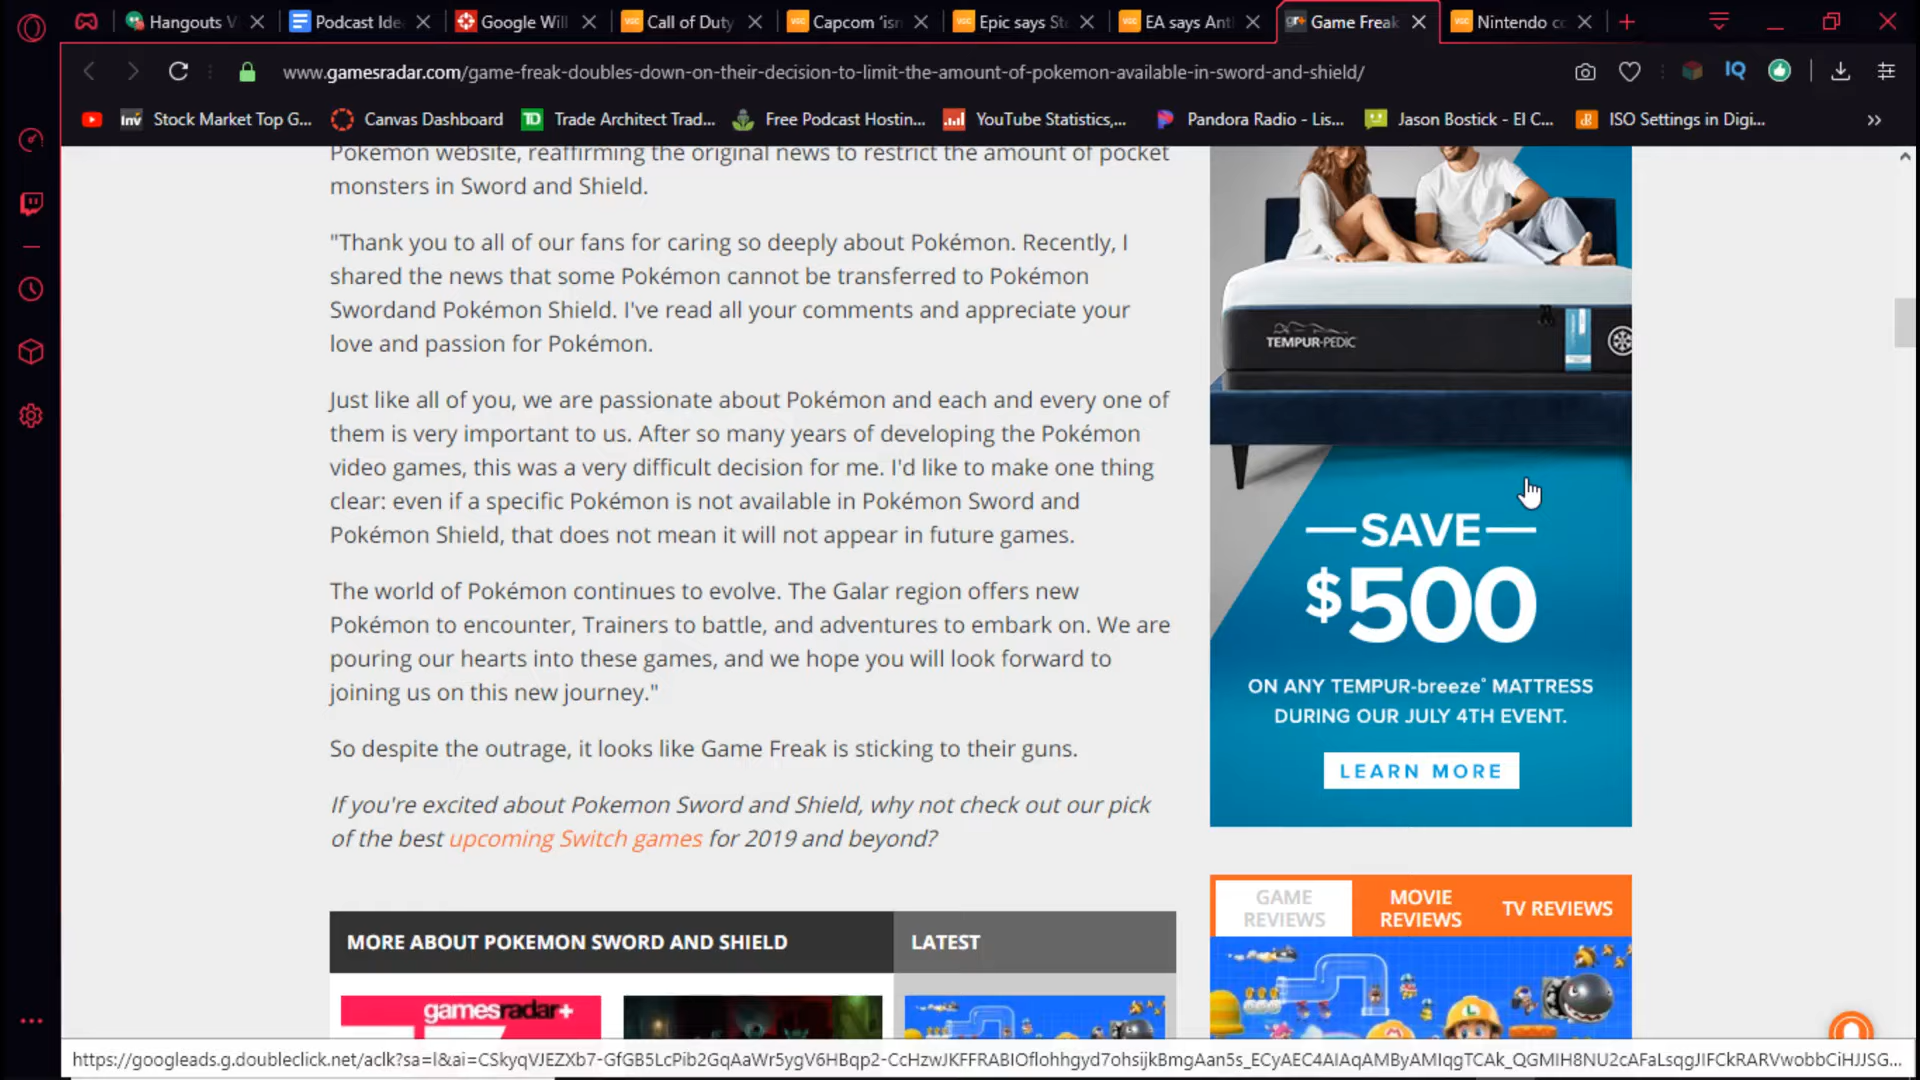 Hangouts V
Podcast Ide
Google Will
Call of Duty
Capcom 'isn
Epic says St
EA says Ant
Game Freak
Nintendo co
www.gamesradar.com/game-freak-doubles-down-on-their-decision-to-limit-the-amount-of-pokemon-available-in-sword-and-shield/
IQ
Inv Stock Market Top G...
Canvas Dashboard
TD Trade Architect Trad...
Free Podcast Hostin...
YouTube Statistics,...
Pandora Radio - Lis...
Jason Bostick - El C...
ISO Settings in Digi...
Pokemon website, reaffirming the original news to restrict the amount of pocket
monsters in Sword and Shield.
"Thank you to all of our fans for caring so deeply about Pokémon. Recently, I
shared the news that some Pokémon cannot be transferred to Pokémon
Swordand Pokémon Shield. I've read all your comments and appreciate your
love and passion for Pokémon.
Just like all of you, we are passionate about Pokémon and each and every one of
them is very important to us. After so many years of developing the Pokémon
video games, this was a very difficult decision for me. I'd like to make one thing
clear: even if a specific Pokémon is not available in Pokémon Sword and
Pokémon Shield, that does not mean it will not appear in future games.
The world of Pokémon continues to evolve. The Galar region offers new
Pokémon to encounter, Trainers to battle, and adventures to embark on. We are
pouring our hearts into these games, and we hope you will look forward to
joining us on this new journey."
So despite the outrage, it looks like Game Freak is sticking to their guns.
If you're excited about Pokemon Sword and Shield, why not check out our pick
of the best upcoming Switch games for 2019 and beyond?
MORE ABOUT POKEMON SWORD AND SHIELD
LATEST
gamesradar+
TEMPUR-PEDIC
SAVE
$500
ON ANY TEMPUR-breeze° MATTRESS
DURING OUR JULY 4TH EVENT.
LEARN MORE
GAME
REVIEWS
MOVIE
REVIEWS
TV REVIEWS